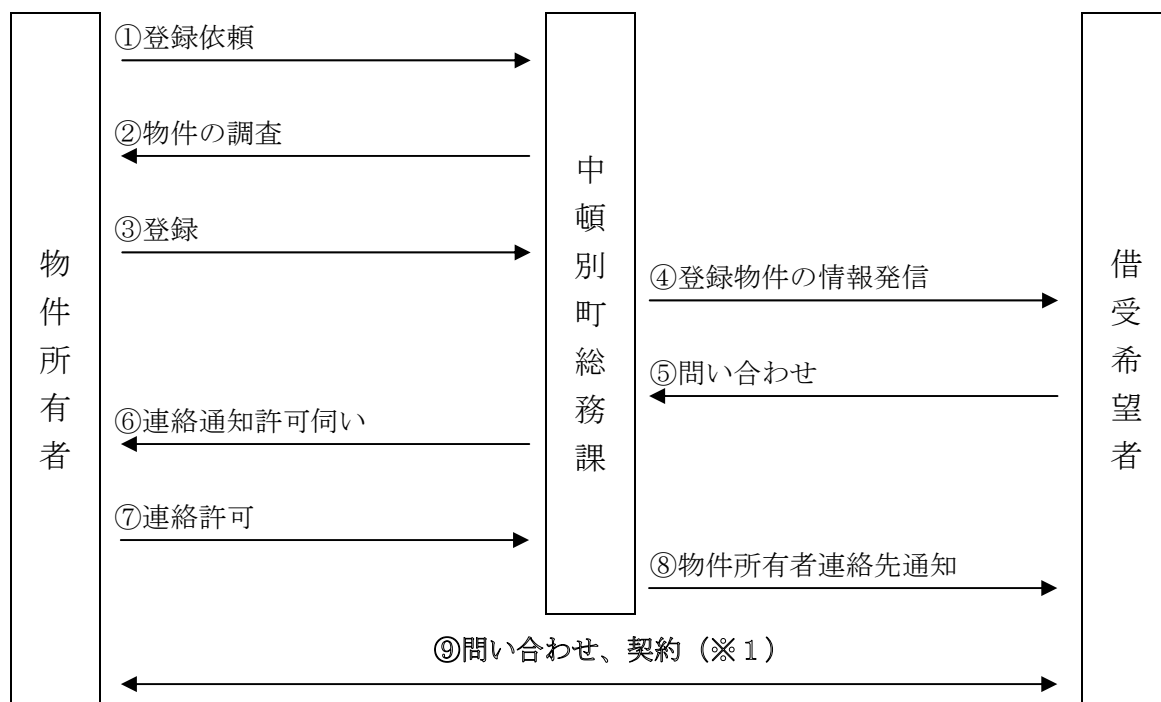 ①登録依頼
②物件の調査
③登録
④登録物件の情報発信
⑤問い合わせ
⑥連絡通知許可伺い
⑦連絡許可
⑧物件所有者連絡先通知
⑨問い合わせ、契約（※１）
物件所有者
中頓別町総務課
借受希望者